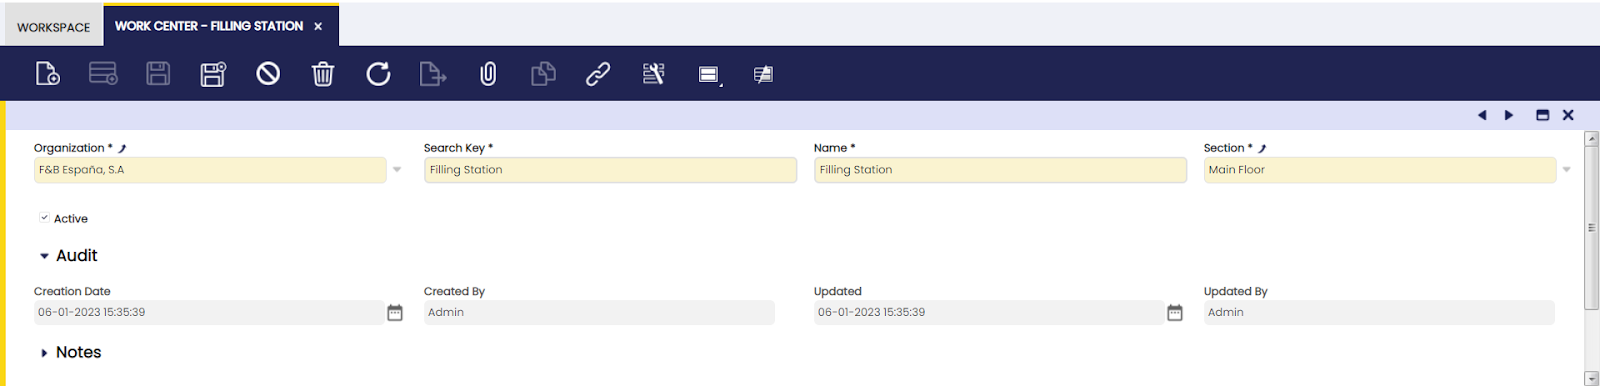 WORKSPACE
WORK CENTER - FILLING STATION
Organization * Search Key * Name * Section *
F&B España, S.A Filling Station Filling Station Main Floor
Active
Audit
Creation Date Created By Updated Updated By
06-01-2023 15:35:39 Admin 06-01-2023 15:35:39 Admin
Notes